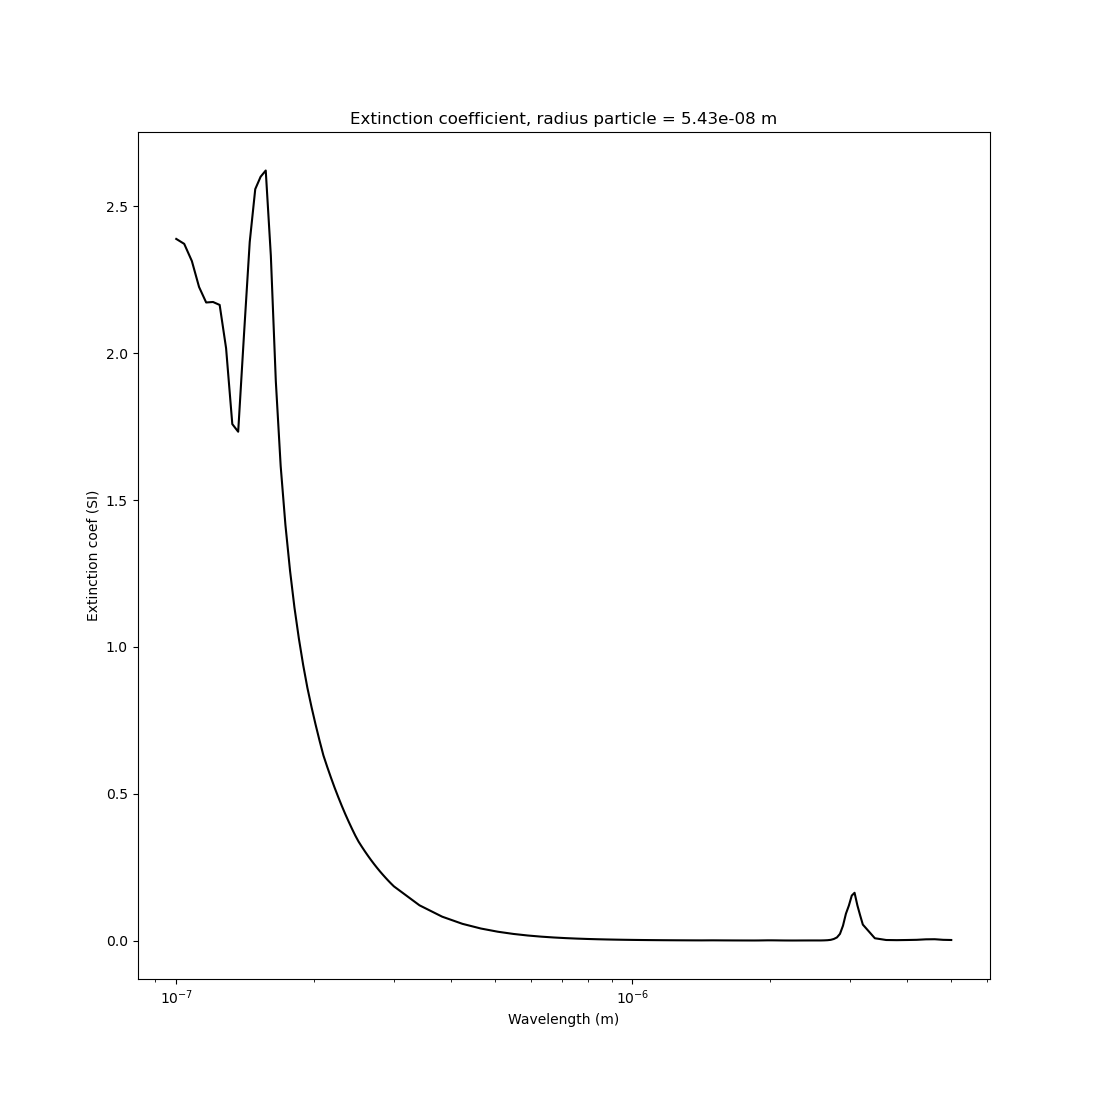 Extinction coefficient, radius particle = 5.43e-08 m
Extinction coef (SI)
2.5
2.0
1.5
1.0
0.5
0.0
10⁻⁷
10⁻⁶
Wavelength (m)